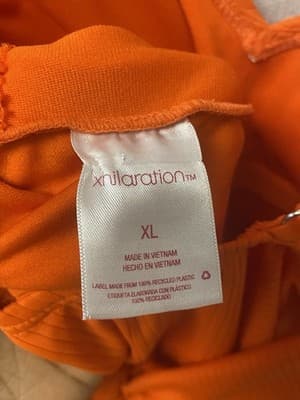 xhilaration™
XL
MADE IN VIETNAM
HECHO EN VIETNAM
LABEL MADE FROM 100% RECYCLED PLASTIC
ETIQUETA ELABORADA CON PLÁSTICO
100% RECICLADO